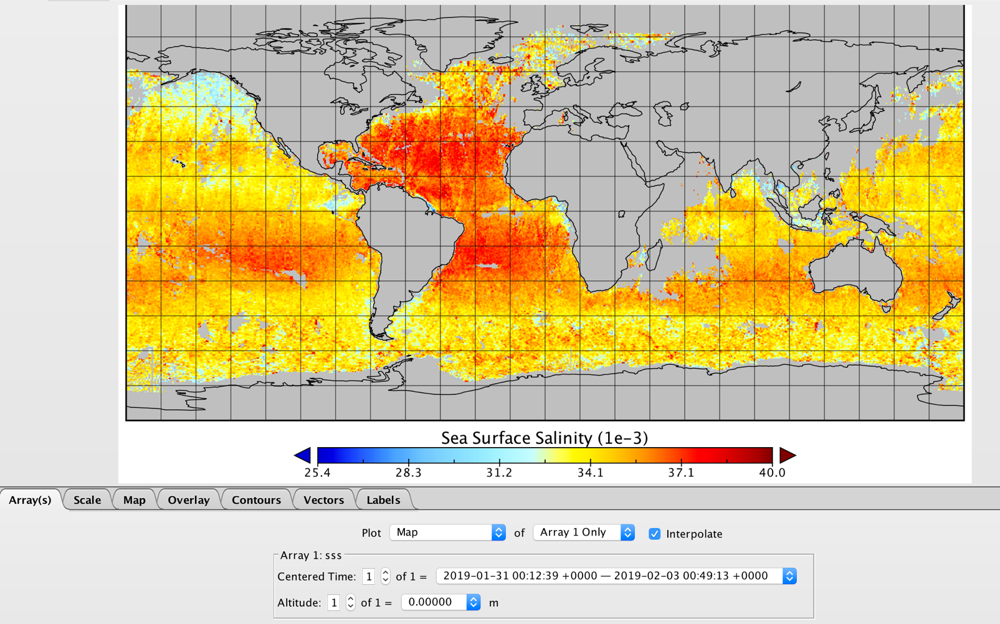 Sea Surface Salinity (1e-3)
25.4 28.3 31.2 34.1 37.1 40.0
Array(s) Scale Map Overlay Contours Vectors Labels
Plot Map of Array 1 Only Interpolate
Array 1: sss
Centered Time: 1 of 1 = 2019-01-31 00:12:39 +0000 — 2019-02-03 00:49:13 +0000
Altitude: 1 of 1 = 0.00000 m